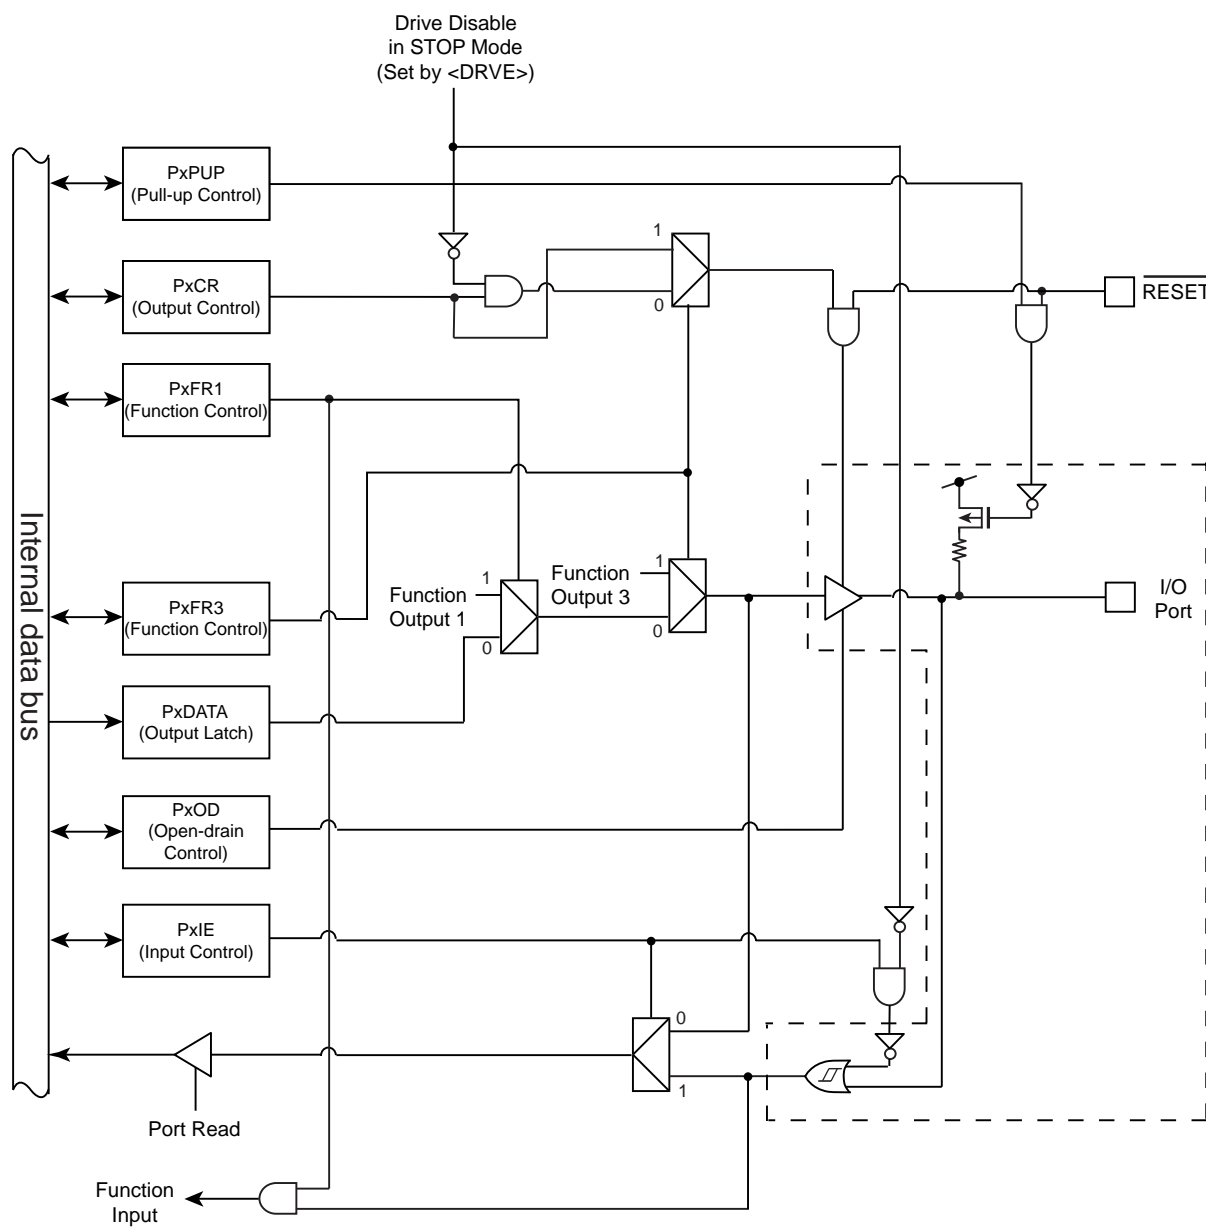 Drive Disable
in STOP Mode
(Set by <DRVE>)
PxPUP
(Pull-up Control)
1
PxCR
(Output Control)
0
RESET
PxFR1
(Function Control)
Internal data bus
PxFR3
(Function Control)
1
Function
Output 1
0
1
Function
Output 3
0
I/O
Port
PxDATA
(Output Latch)
PxOD
(Open-drain
Control)
PxIE
(Input Control)
0
1
Port Read
Function
Input